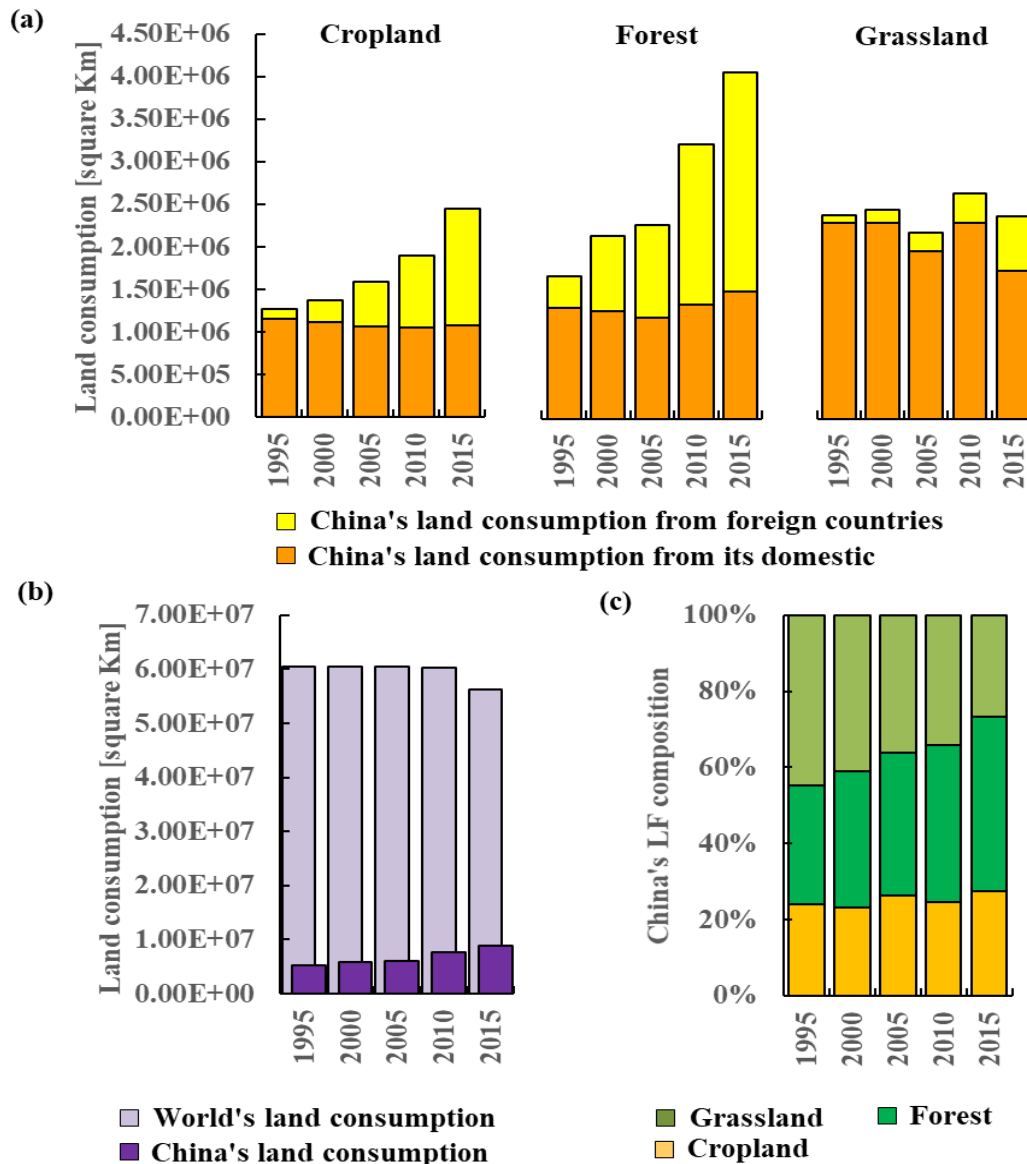 (a)
Cropland Forest Grassland
4.50E+06
4.00E+06
3.50E+06
3.00E+06
2.50E+06
2.00E+06
1.50E+06
1.00E+06
5.00E+05
0.00E+00
Land consumption [square Km]
1995 2000 2005 2010 2015 1995 2000 2005 2010 2015 1995 2000 2005 2010 2015
China's land consumption from foreign countries
China's land consumption from its domestic
(b)
7.00E+07
6.00E+07
5.00E+07
4.00E+07
3.00E+07
2.00E+07
1.00E+07
0.00E+00
Land consumption [square Km]
1995 2000 2005 2010 2015
World's land consumption
China's land consumption
(c)
100%
80%
60%
40%
20%
0%
China's LF composition
1995 2000 2005 2010 2015
Grassland Forest
Cropland